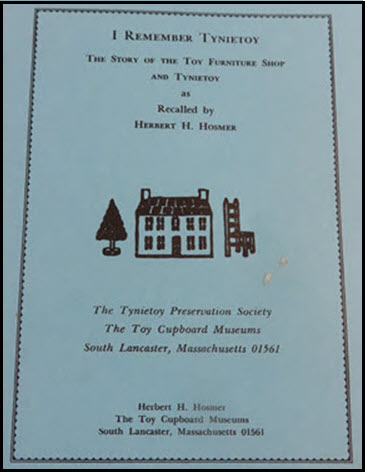 I Remember Tynietoy
The Story of the Toy Furniture Shop
and Tynietoy
as
Recalled by
Herbert H. Hosmer
The Tynietoy Preservation Society
The Toy Cupboard Museums
South Lancaster, Massachusetts 01561
Herbert H. Hosmer
The Toy Cupboard Museums
South Lancaster, Massachusetts 01561